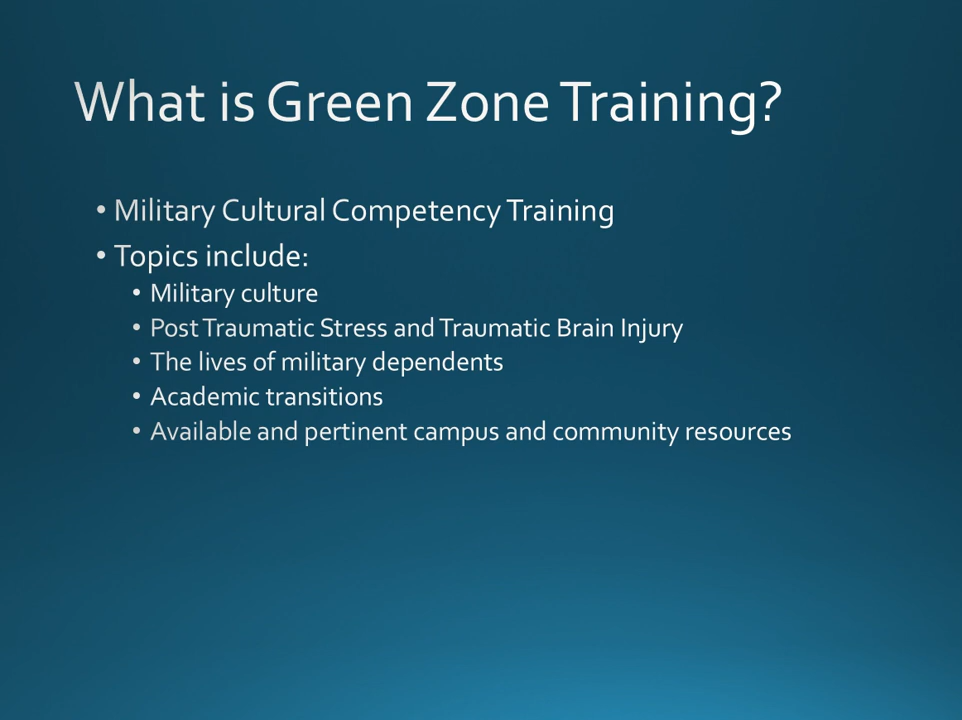 What is Green Zone Training?
• Military Cultural Competency Training
• Topics include:
• Military culture
• Post Traumatic Stress and Traumatic Brain Injury
• The lives of military dependents
• Academic transitions
• Available and pertinent campus and community resources